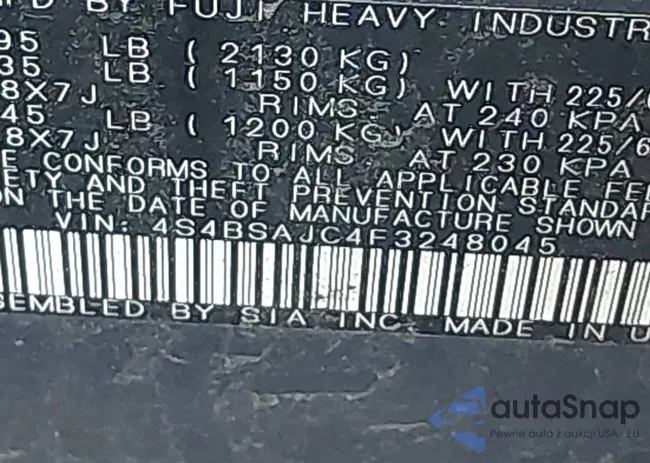 BY FUJI HEAVY INDUSTR
95 LB ( 2130 KG)
35 LB ( 1150 KG) WITH 225/6
8X7J RIMS AT 240 KPA
45 LB ( 1200 KG) WITH 225/6
8X7J RIMS AT 230 KPA
E CONFORMS TO ALL APPLICABLE FE
ETY AND THEFT PREVENTION STANDAR
ON THE DATE OF MANUFACTURE SHOWN
VIN: 4S4BSAJC4F3248045
SEMBLED BY SIA INC. MADE IN U
autoSnap
Pewne auto z aukcji USA i EU